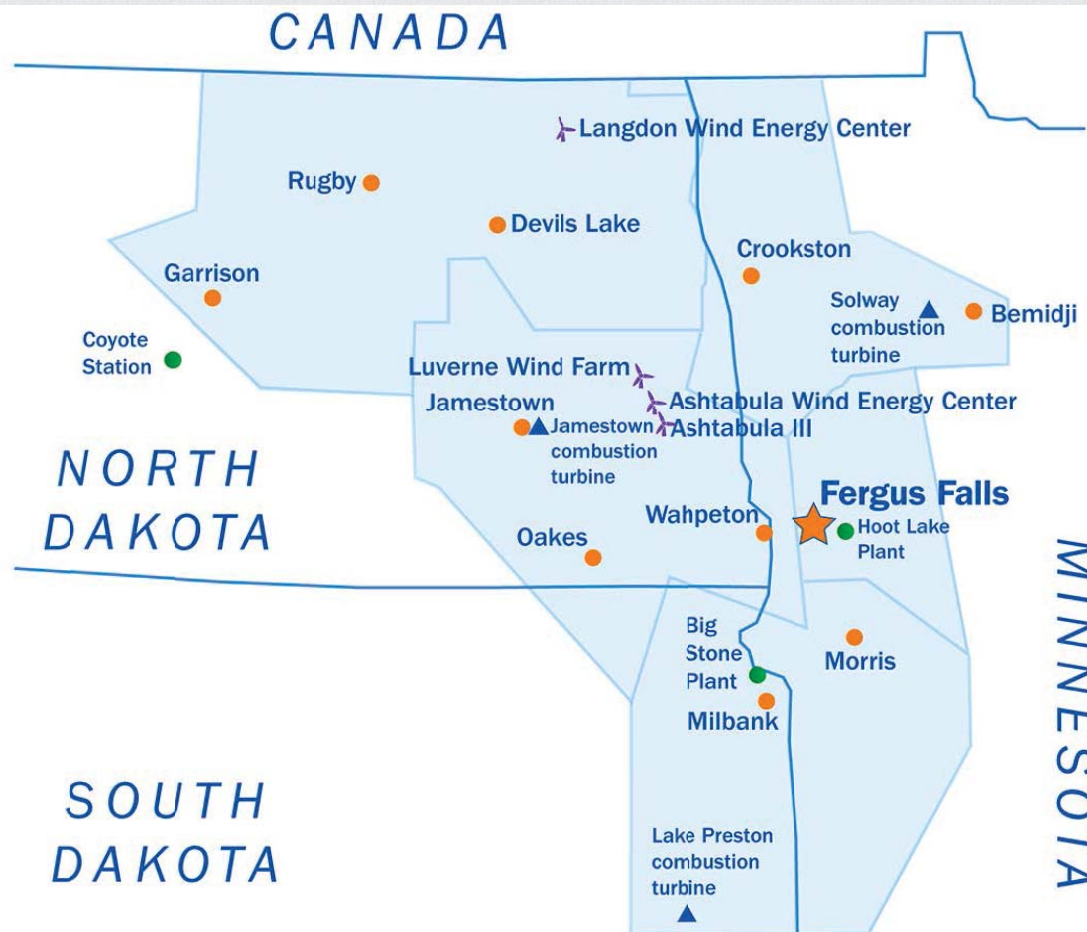 CANADA
Langdon Wind Energy Center
Rugby
Devils Lake
Crookston
Garrison
Solway
combustion
turbine
Bemidji
Coyote
Station
Luverne Wind Farm
Ashtabula Wind Energy Center
Jamestown
Ashtabula III
Jamestown
combustion
turbine
NORTH
DAKOTA
Fergus Falls
Wahpeton
Hoot Lake
Plant
Oakes
MINNESOTA
Big
Stone
Plant
Morris
Milbank
SOUTH
DAKOTA
Lake Preston
combustion
turbine